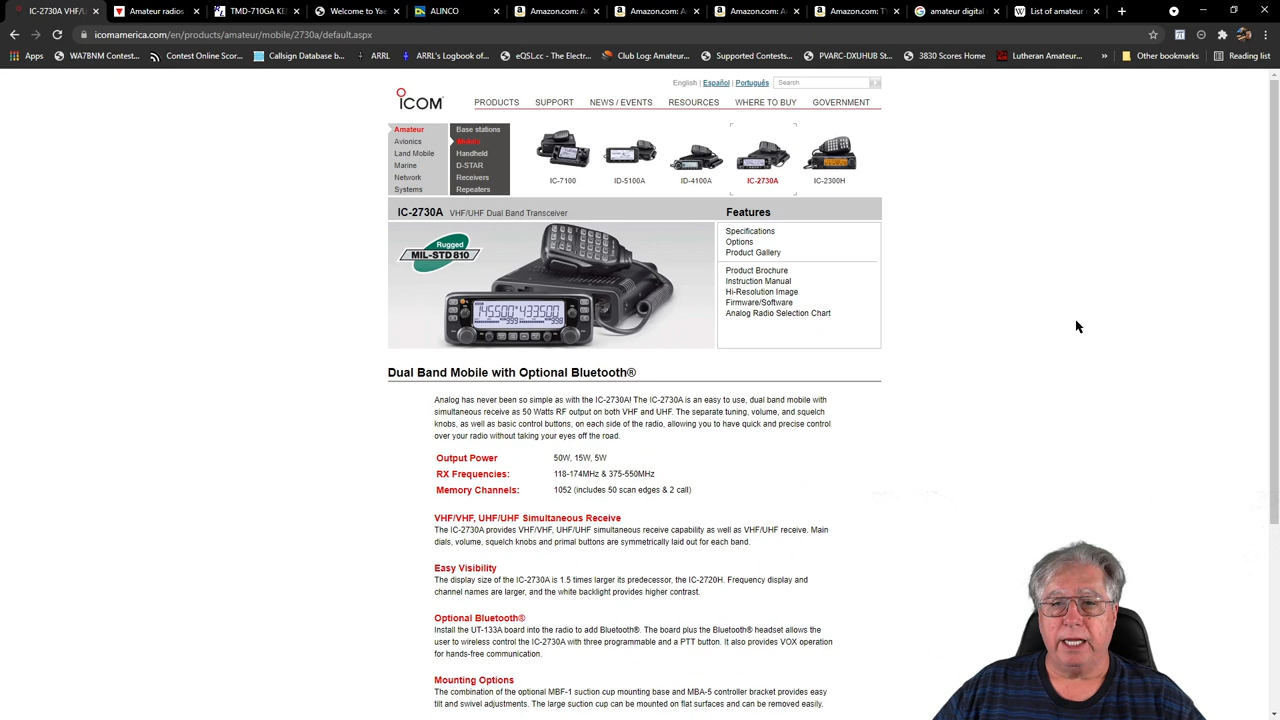 IC-2730A VHF/U
Amateur radios
TMD-710GA KE
Welcome to Yae
ALINCO
Amazon.com: A
Amazon.com: A
Amazon.com: A
Amazon.com: TV
amateur digital
List of amateur
icomamerica.com/en/products/amateur/mobile/2730a/default.aspx
Apps
WA7BNM Contest...
Contest Scores
Callsign Database b...
ARRL
ARRL's Logbook of...
eQSL.cc - The Electr...
Club Log: Amateur...
Supported Contests...
PVARC-DXUHUB St...
3830 Scores Home
Lutheran Amateur...
»
Other bookmarks
Reading list
ICOM
English | Español | Português
Search
PRODUCTS SUPPORT NEWS / EVENTS RESOURCES WHERE TO BUY GOVERNMENT
Amateur
Avionics
Land Mobile
Marine
Network
Systems
Base stations
Mobile
Handheld
D-STAR
Receivers
Repeaters
IC-7100
ID-5100A
ID-4100A
IC-2730A
IC-2300H
IC-2730A VHF/UHF Dual Band Transceiver
Features
Rugged
MIL-STD 810
145500 433500
Specifications
Options
Product Gallery
Product Brochure
Instruction Manual
Hi-Resolution Image
Firmware/Software
Analog Radio Selection Chart
Dual Band Mobile with Optional Bluetooth®
Analog has never been so simple as with the IC-2730A! The IC-2730A is an easy to use, dual band mobile with
simultaneous receive as 50 Watts RF output on both VHF and UHF. The separate tuning, volume, and squelch
knobs, as well as basic control buttons, on each side of the radio, allowing you to have quick and precise control
over your radio without taking your eyes off the road.
Output Power 50W, 15W, 5W
RX Frequencies: 118-174MHz & 375-550MHz
Memory Channels: 1052 (includes 50 scan edges & 2 call)
VHF/VHF, UHF/UHF Simultaneous Receive
The IC-2730A provides VHF/VHF, UHF/UHF simultaneous receive capability as well as VHF/UHF receive. Main
dials, volume, squelch knobs and primal buttons are symmetrically laid out for each band.
Easy Visibility
The display size of the IC-2730A is 1.5 times larger its predecessor, the IC-2720H. Frequency display and
channel names are larger, and the white backlight provides higher contrast.
Optional Bluetooth®
Install the UT-133A board into the radio to add Bluetooth®. The board plus the Bluetooth® headset allows the
user to wireless control the IC-2730A with three programmable and a PTT button. It also provides VOX operation
for hands-free communication.
Mounting Options
The combination of the optional MBF-1 suction cup mounting base and MBA-5 controller bracket provides easy
tilt and swivel adjustments. The large suction cup can be mounted on flat surfaces and can be removed easily.